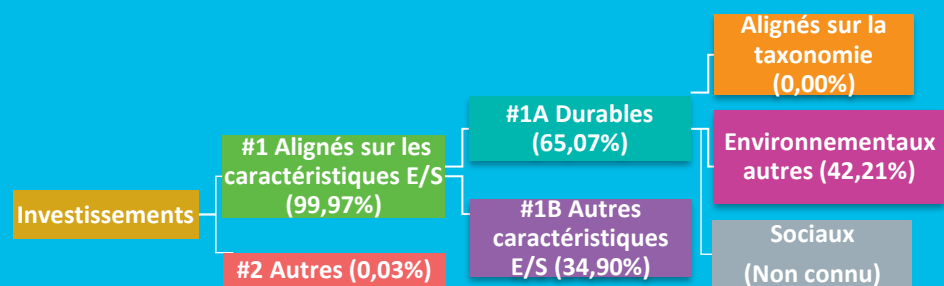 Investissements
#1 Alignés sur les
caractéristiques E/S
(99,97%)
#2 Autres (0,03%)
#1A Durables
(65,07%)
#1B Autres
caractéristiques
E/S (34,90%)
Alignés sur la
taxonomie
(0,00%)
Environnementaux
autres (42,21%)
Sociaux
(Non connu)